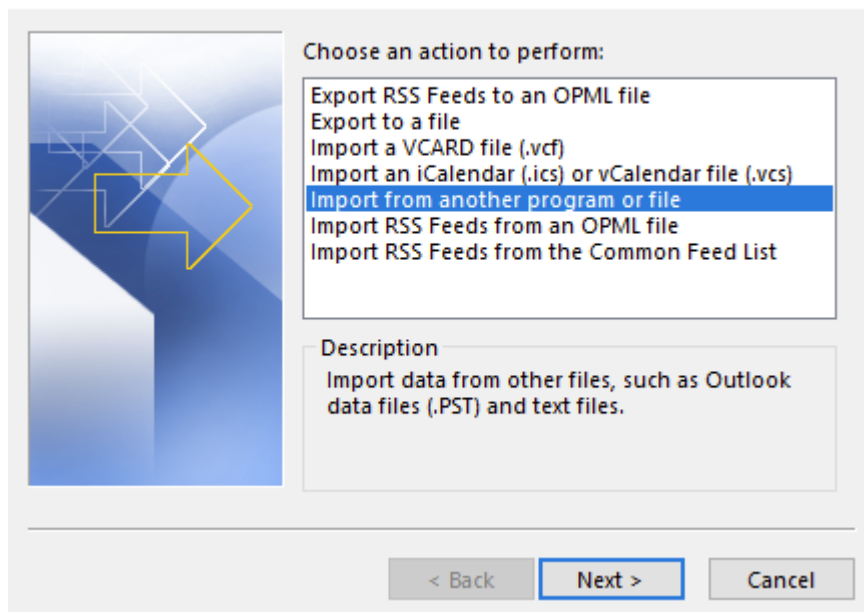 Choose an action to perform:
Export RSS Feeds to an OPML file
Export to a file
Import a VCARD file (.vcf)
Import an iCalendar (.ics) or vCalendar file (.vcs)
Import from another program or file
Import RSS Feeds from an OPML file
Import RSS Feeds from the Common Feed List
Description
Import data from other files, such as Outlook
data files (.PST) and text files.
< Back Next > Cancel